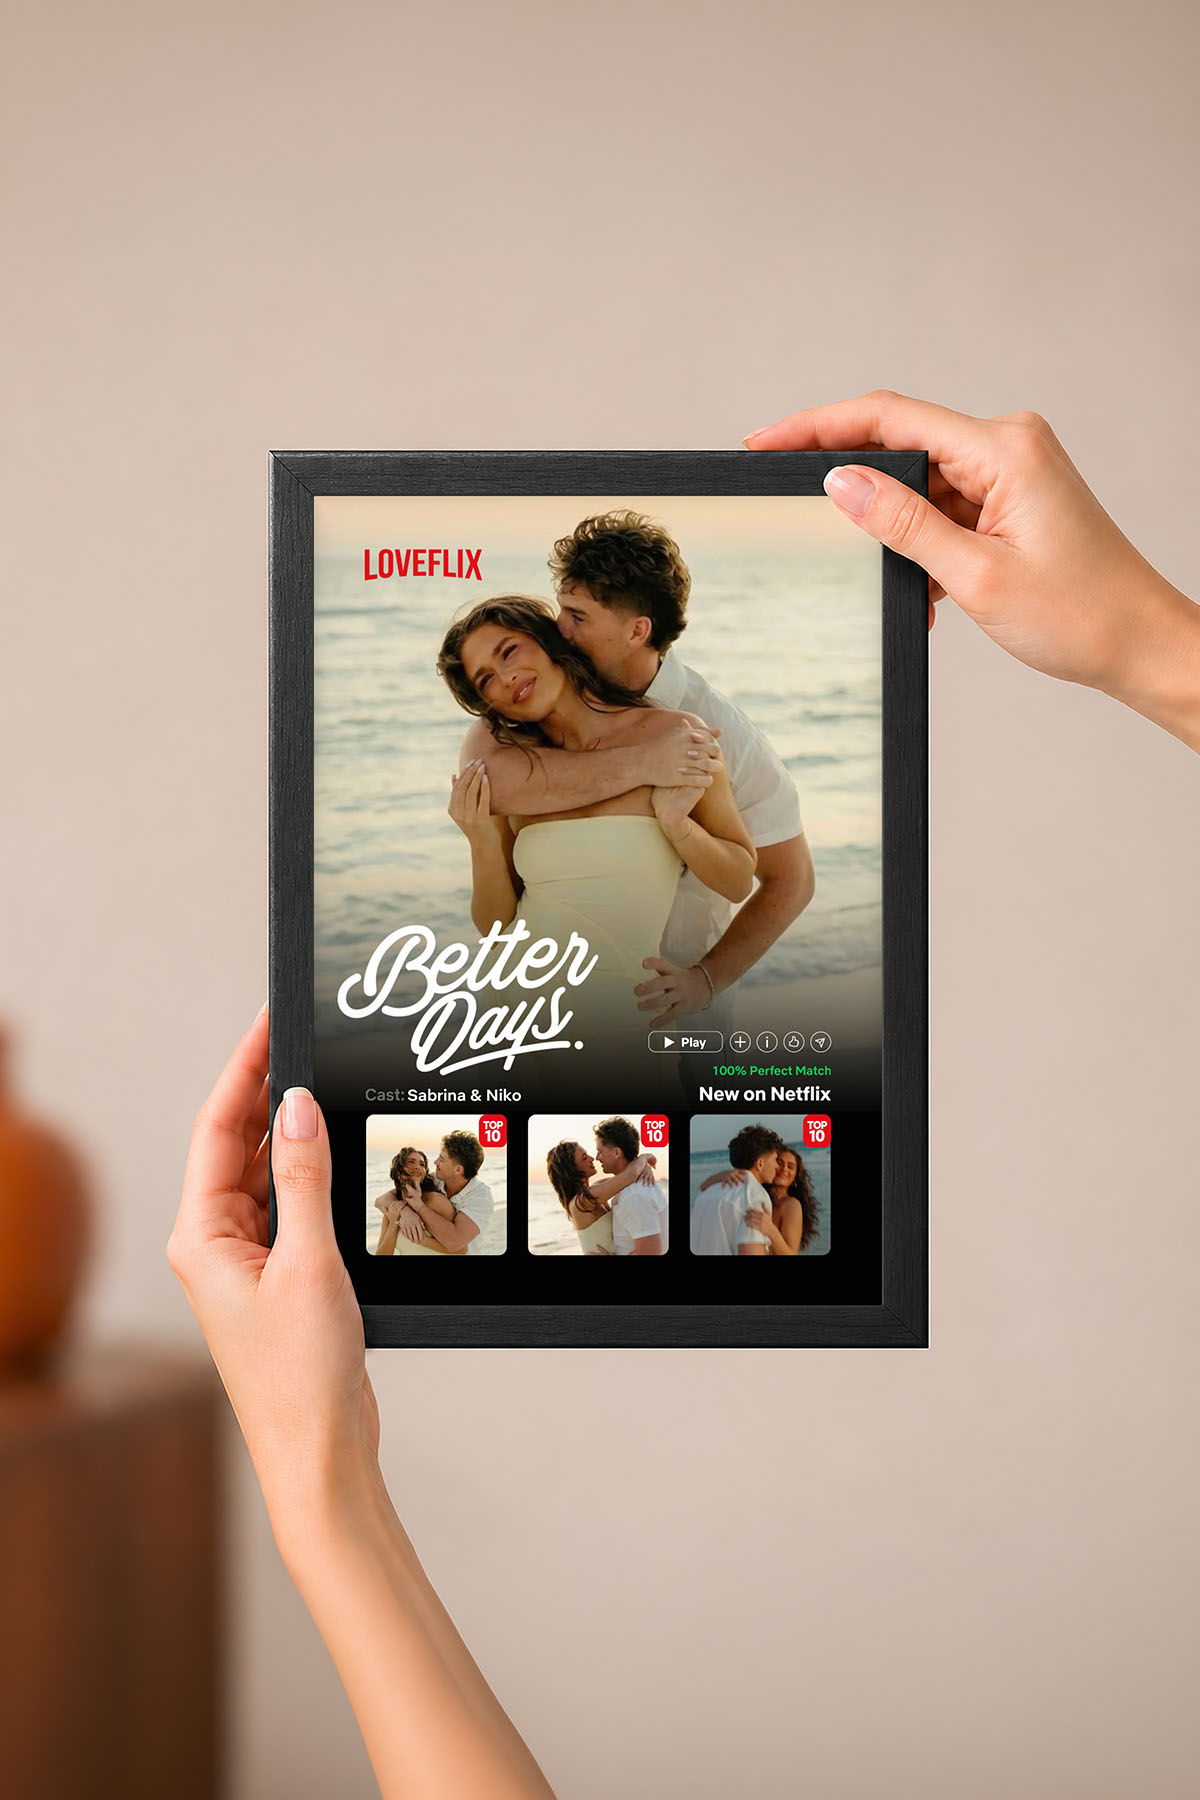 LOVEFLIX
Better
Days.
Play
100% Perfect Match
Cast: Sabrina & Niko
New on Netflix
TOP
10
TOP
10
TOP
10